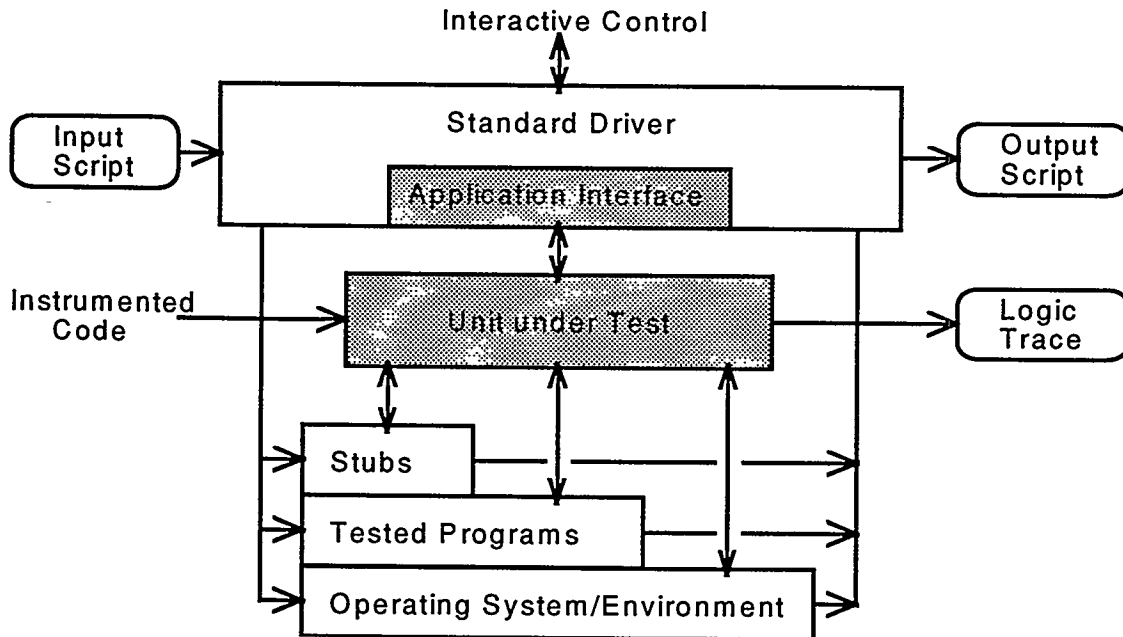 Interactive Control
Standard Driver
Input
Script
Output
Script
Application Interface
Instrumented
Code
Unit under Test
Logic
Trace
Stubs
Tested Programs
Operating System/Environment